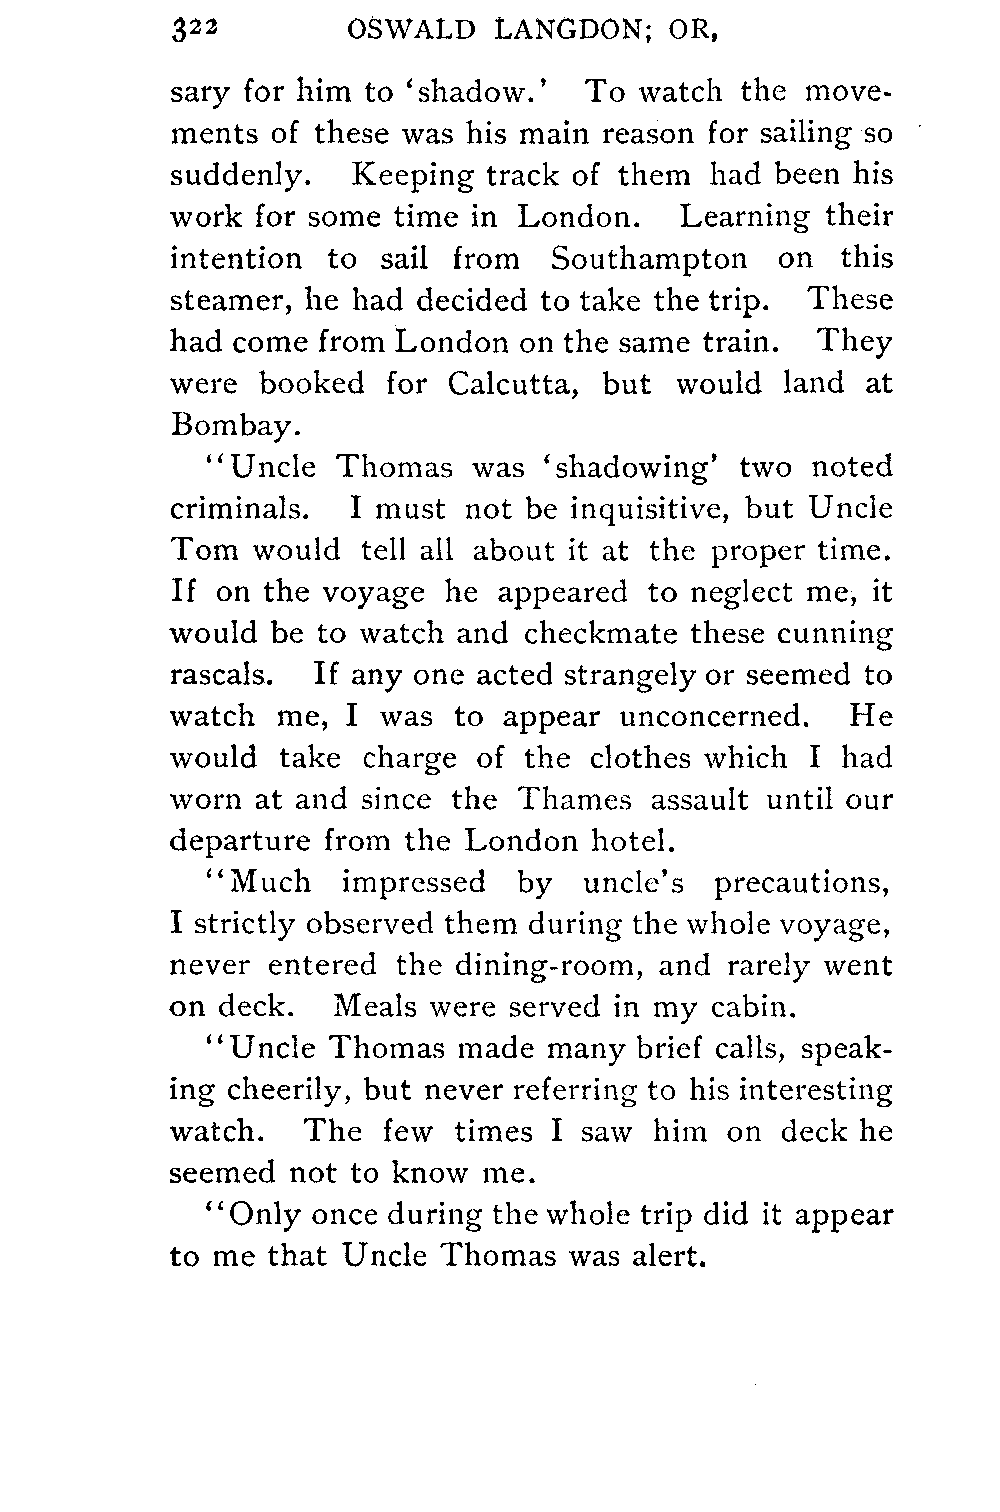 322 OSWALD LANGDON; OR,
sary for him to 'shadow.' To watch the move-
ments of these was his main reason for sailing so
suddenly. Keeping track of them had been his
work for some time in London. Learning their
intention to sail from Southampton on this
steamer, he had decided to take the trip. These
had come from London on the same train. They
were booked for Calcutta, but would land at
Bombay.
"Uncle Thomas was 'shadowing' two noted
criminals. I must not be inquisitive, but Uncle
Tom would tell all about it at the proper time.
If on the voyage he appeared to neglect me, it
would be to watch and checkmate these cunning
rascals. If any one acted strangely or seemed to
watch me, I was to appear unconcerned. He
would take charge of the clothes which I had
worn at and since the Thames assault until our
departure from the London hotel.
"Much impressed by uncle's precautions,
I strictly observed them during the whole voyage,
never entered the dining-room, and rarely went
on deck. Meals were served in my cabin.
"Uncle Thomas made many brief calls, speak-
ing cheerily, but never referring to his interesting
watch. The few times I saw him on deck he
seemed not to know me.
"Only once during the whole trip did it appear
to me that Uncle Thomas was alert.